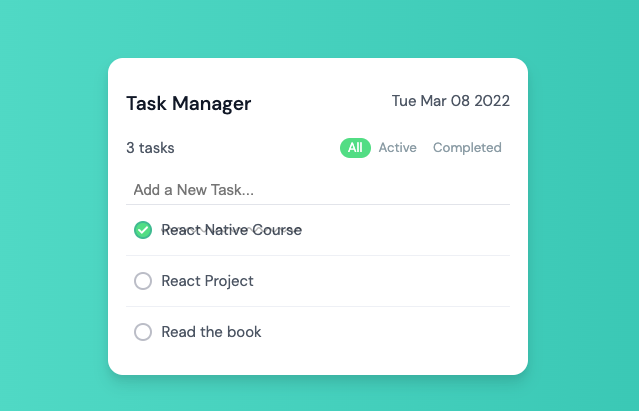 Task Manager
Tue Mar 08 2022
3 tasks
All
Active
Completed
Add a New Task...
React Native Course
React Project
Read the book